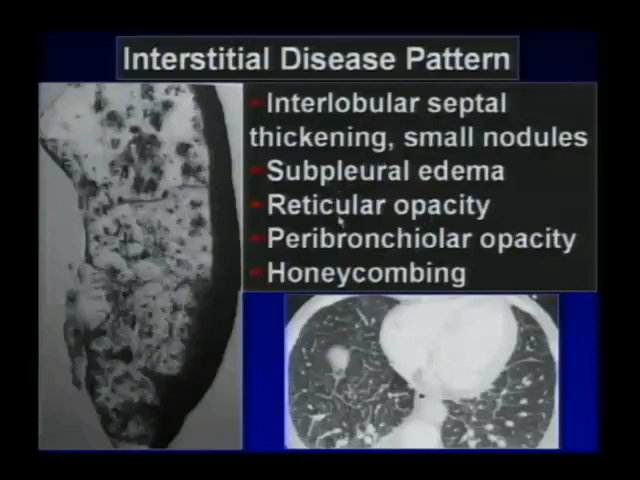 Interstitial Disease Pattern
- Interlobular septal
thickening, small nodules
- Subpleural edema
- Reticular opacity
- Peribronchiolar opacity
- Honeycombing